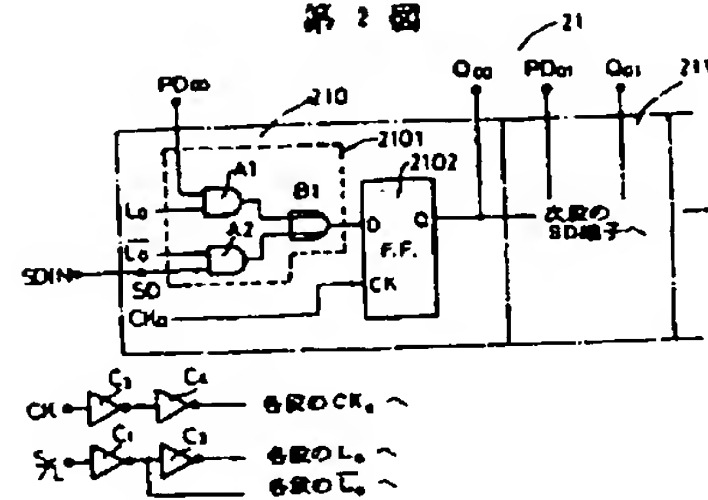 第 2 図
21
Q00 PD01 Q01 211
PD00
210
2101
A1 B1 2102
L0
A2 D Q 次段の
SD端子へ
L̅0̅ F.F.
SDIN SD CK
CK0
C3 C4
CK 各段のCK0へ
C1
S/L 各段のL0へ
各段のL̅0̅へ